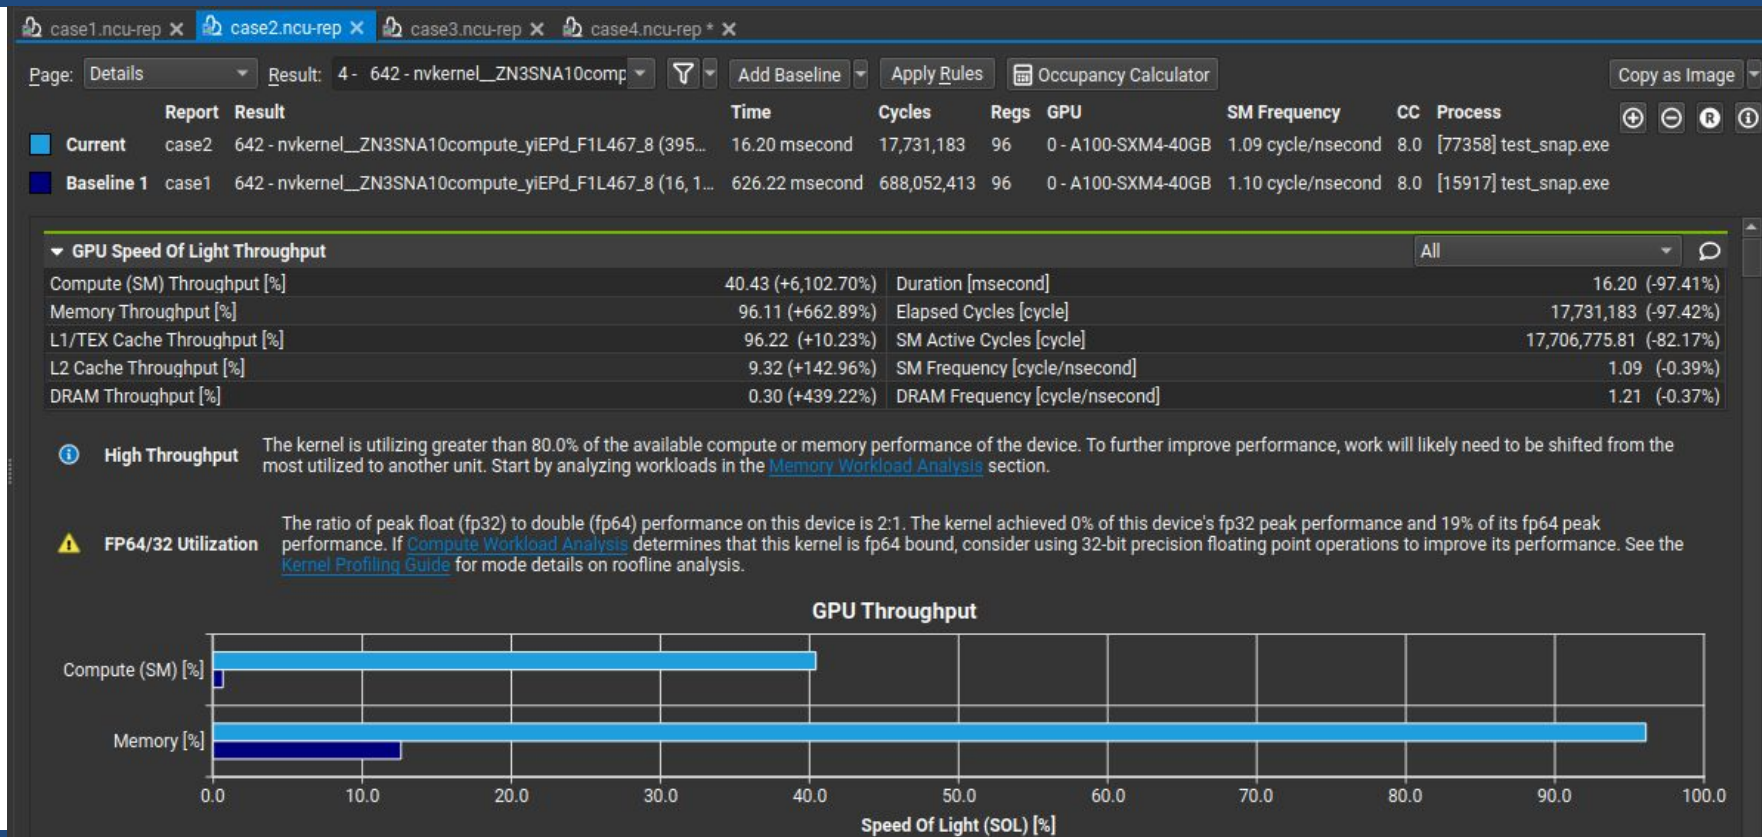 case1.ncu-rep case2.ncu-rep case3.ncu-rep case4.ncu-rep *
Page: Details Result: 4 - 642 - nvkernel__ZN3SNA10comp Add Baseline Apply Rules Occupancy Calculator Copy as Image
Report Result Time Cycles Regs GPU SM Frequency CC Process
Current case2 642 - nvkernel__ZN3SNA10compute_yiEPd_F1L467_8 (395... 16.20 msecond 17,731,183 96 0 - A100-SXM4-40GB 1.09 cycle/nsecond 8.0 [77358] test_snap.exe
Baseline 1 case1 642 - nvkernel__ZN3SNA10compute_yiEPd_F1L467_8 (16, 1... 626.22 msecond 688,052,413 96 0 - A100-SXM4-40GB 1.10 cycle/nsecond 8.0 [15917] test_snap.exe
GPU Speed Of Light Throughput All
Compute (SM) Throughput [%] 40.43 (+6,102.70%) Duration [msecond] 16.20 (-97.41%)
Memory Throughput [%] 96.11 (+662.89%) Elapsed Cycles [cycle] 17,731,183 (-97.42%)
L1/TEX Cache Throughput [%] 96.22 (+10.23%) SM Active Cycles [cycle] 17,706,775.81 (-82.17%)
L2 Cache Throughput [%] 9.32 (+142.96%) SM Frequency [cycle/nsecond] 1.09 (-0.39%)
DRAM Throughput [%] 0.30 (+439.22%) DRAM Frequency [cycle/nsecond] 1.21 (-0.37%)
High Throughput The kernel is utilizing greater than 80.0% of the available compute or memory performance of the device. To further improve performance, work will likely need to be shifted from the
most utilized to another unit. Start by analyzing workloads in the Memory Workload Analysis section.
The ratio of peak float (fp32) to double (fp64) performance on this device is 2:1. The kernel achieved 0% of this device's fp32 peak performance and 19% of its fp64 peak
FP64/32 Utilization performance. If Compute Workload Analysis determines that this kernel is fp64 bound, consider using 32-bit precision floating point operations to improve its performance. See the
Kernel Profiling Guide for mode details on roofline analysis.
GPU Throughput
Compute (SM) [%]
Memory [%]
0.0 10.0 20.0 30.0 40.0 50.0 60.0 70.0 80.0 90.0 100.0
Speed Of Light (SOL) [%]